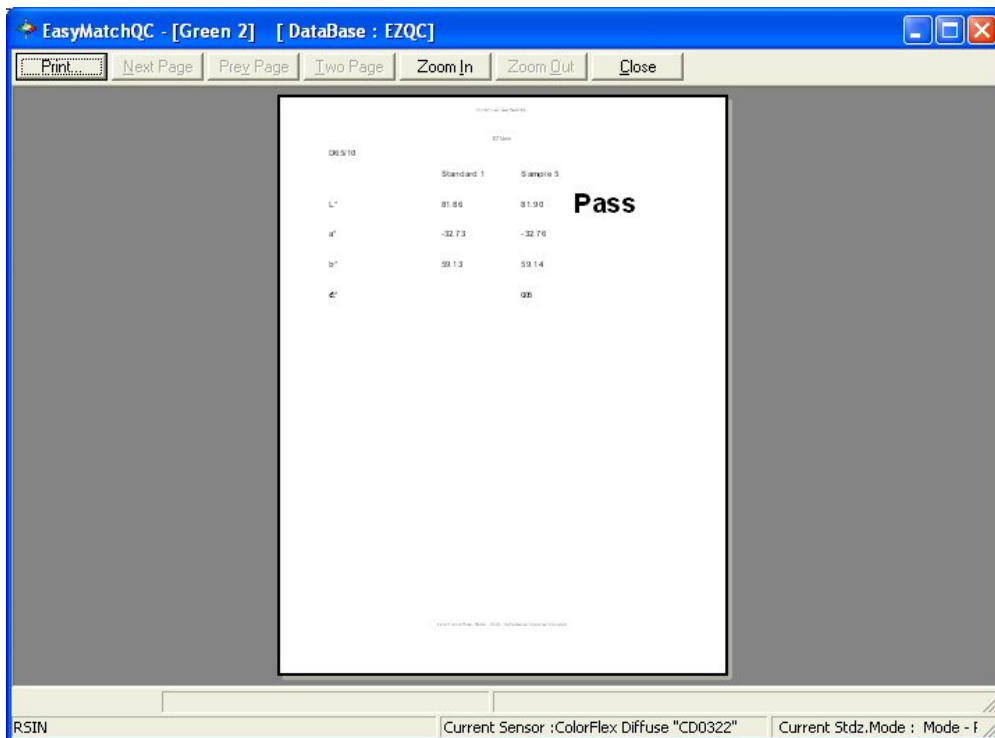 EasyMatchQC - [Green 2] [ DataBase : EZQC]
Print... Next Page Prev Page Two Page Zoom In Zoom Out Close
D65/10
Standard 1 Sample 5
L* 81.86 81.90 Pass
a* -32.73 -32.76
b* 59.13 59.14
RSIN Current Sensor :ColorFlex Diffuse "CD0322" Current Stdz.Mode : Mode - F